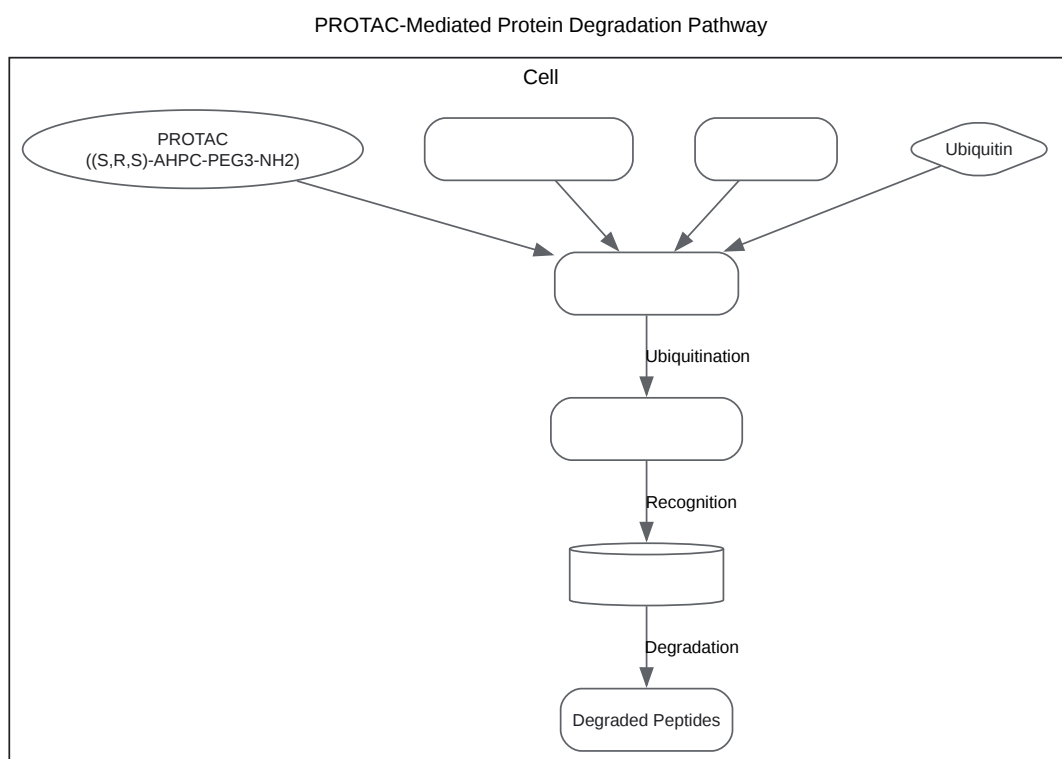 PROTAC-Mediated Protein Degradation Pathway
Cell
PROTAC
((S,R,S)-AHPC-PEG3-NH2)
Ubiquitin
Ubiquitination
Recognition
Degradation
Degraded Peptides